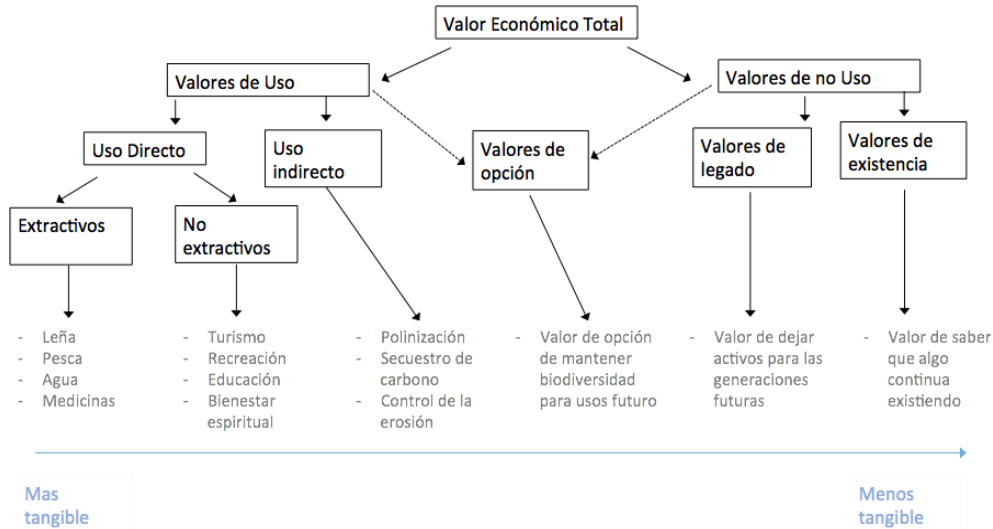 Valor Económico Total
Valores de Uso
Valores de no Uso
Uso Directo
Uso
indirecto
Valores de
opción
Valores de
legado
Valores de
existencia
Extractivos
No
extractivos
- Leña
- Pesca
- Agua
- Medicinas
- Turismo
- Recreación
- Educación
- Bienestar
espiritual
- Polinización
- Secuestro de
carbono
- Control de la
erosión
- Valor de opción
de mantener
biodiversidad
para usos futuro
- Valor de dejar
activos para las
generaciones
futuras
- Valor de saber
que algo
continua
existiendo
Mas
tangible
Menos
tangible